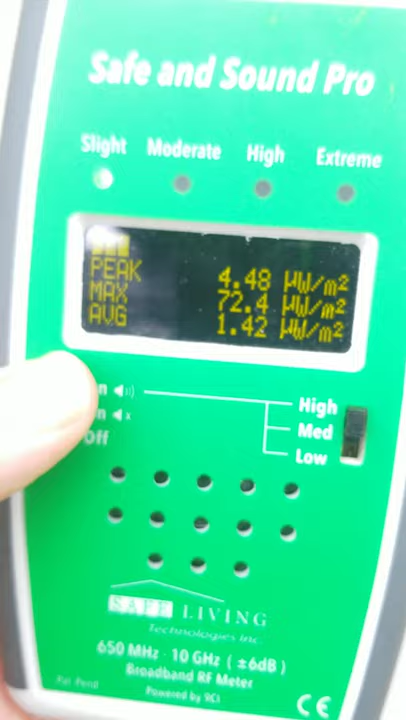 Safe and Sound Pro
Slight Moderate High Extreme
PEAK 4.48 µW/m²
MAX 72.4 µW/m²
AVG 1.42 µW/m²
High
Med
Off
Low
SAFE LIVING
Technologies Inc.
650 MHz - 10 GHz ( ±6dB )
Broadband RF Meter
Pat Pend
Powered by RCI
CE